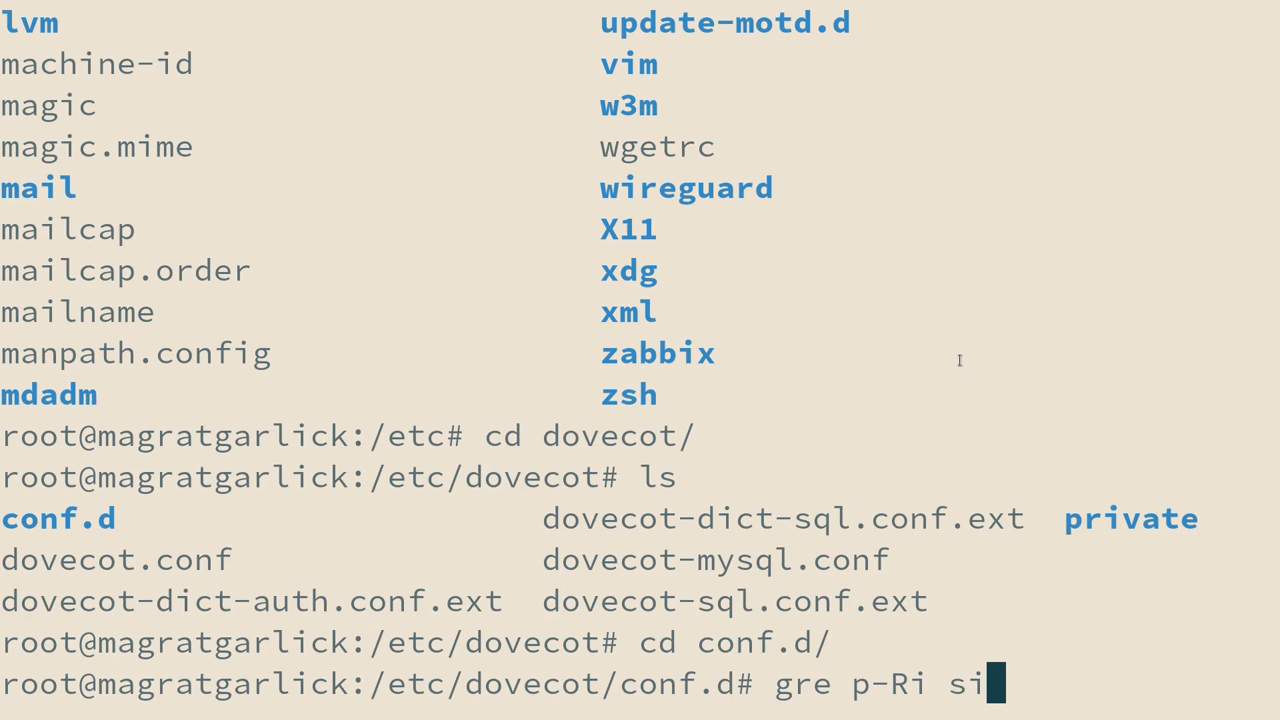 lvm update-motd.d
machine-id vim
magic w3m
magic.mime wgetrc
mail wireguard
mailcap X11
mailcap.order xdg
mailname xml
manpath.config zabbix
mdadm zsh
root@magratgarlick:/etc# cd dovecot/
root@magratgarlick:/etc/dovecot# ls
conf.d dovecot-dict-sql.conf.ext private
dovecot.conf dovecot-mysql.conf
dovecot-dict-auth.conf.ext dovecot-sql.conf.ext
root@magratgarlick:/etc/dovecot# cd conf.d/
root@magratgarlick:/etc/dovecot/conf.d# gre p-Ri si